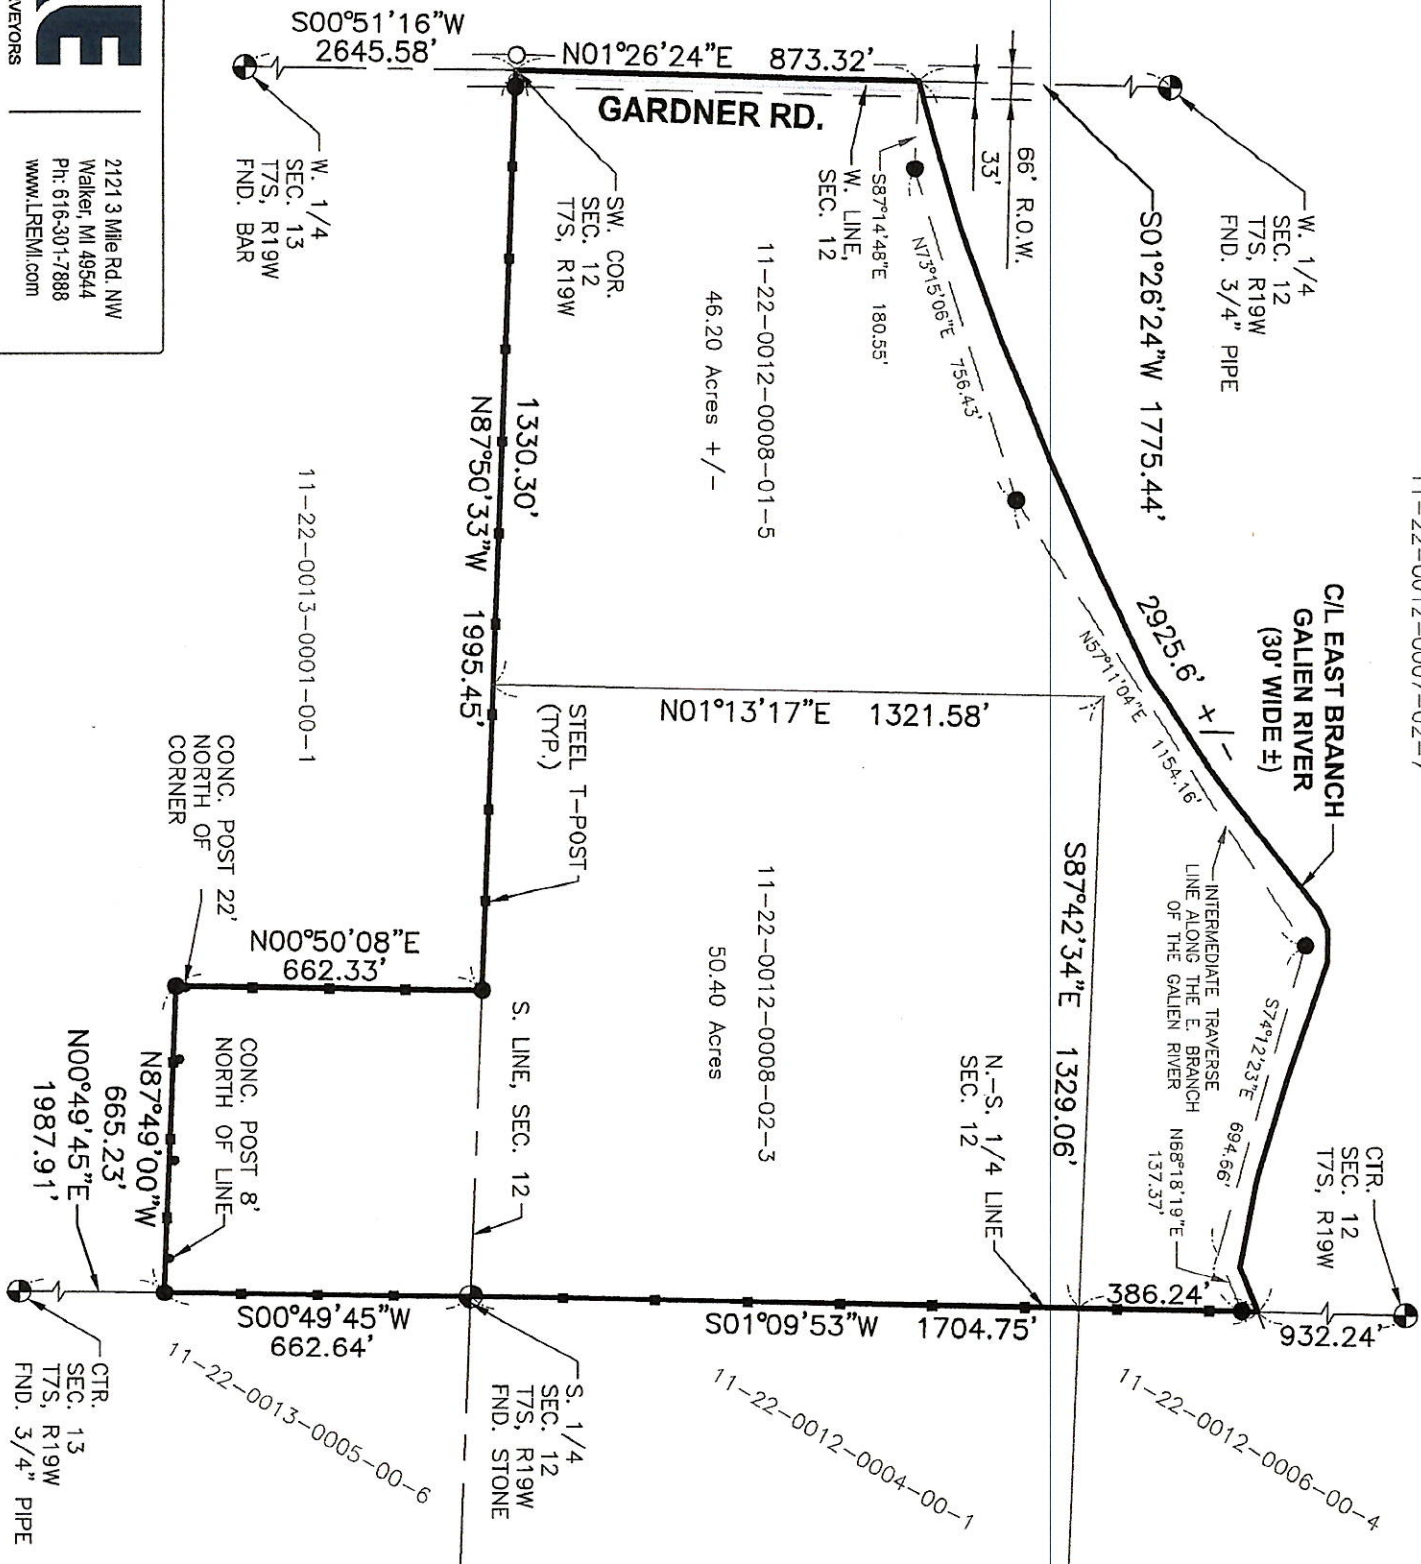 VEYORS
2121 3 Mile Rd. NW
Walker, MI 49544
Ph: 616-301-7888
www.LREMI.com
S00°51'16"W
2645.58'
W. 1/4
SEC. 13
T7S, R19W
FND. BAR
N01°26'24"E 873.32'
GARDNER RD.
SW. COR.
SEC. 12
T7S, R19W
W. LINE,
SEC. 12
66' R.O.W.
33'
S01°26'24"W 1775.44'
W. 1/4
SEC. 12
T7S, R19W
FND. 3/4" PIPE
S87°14'48"E 180.55'
N73°15'06"E 756.43'
N57°11'04"E 1154.16'
S74°12'23"E 694.66'
N68°18'19"E
137.37'
11-22-0012-0008-01-5
46.20 Acres +/-
2925.6' +/-
C/L EAST BRANCH
GALIEN RIVER
(30' WIDE ±)
11-22-0012-0007-02-7
INTERMEDIATE TRAVERSE
LINE ALONG THE E. BRANCH
OF THE GALIEN RIVER
1330.30'
N87°50'33"W 1995.45'
N01°13'17"E 1321.58'
S87°42'34"E 1329.06'
11-22-0013-0001-00-1
STEEL T-POST
(TYP.)
11-22-0012-0008-02-3
50.40 Acres
N.-S. 1/4 LINE
SEC. 12
CTR.
SEC. 12
T7S, R19W
CONC. POST 22'
NORTH OF
CORNER
N00°50'08"E
662.33'
S. LINE, SEC. 12
CONC. POST 8'
NORTH OF LINE
N87°49'00"W
665.23'
N00°49'45"E
1987.91'
S00°49'45"W
662.64'
S01°09'53"W 1704.75'
386.24'
932.24'
CTR.
SEC. 13
T7S, R19W
FND. 3/4" PIPE
11-22-0013-0005-00-6
S. 1/4
SEC. 12
T7S, R19W
FND. STONE
11-22-0012-0004-00-1
11-22-0012-0006-00-4